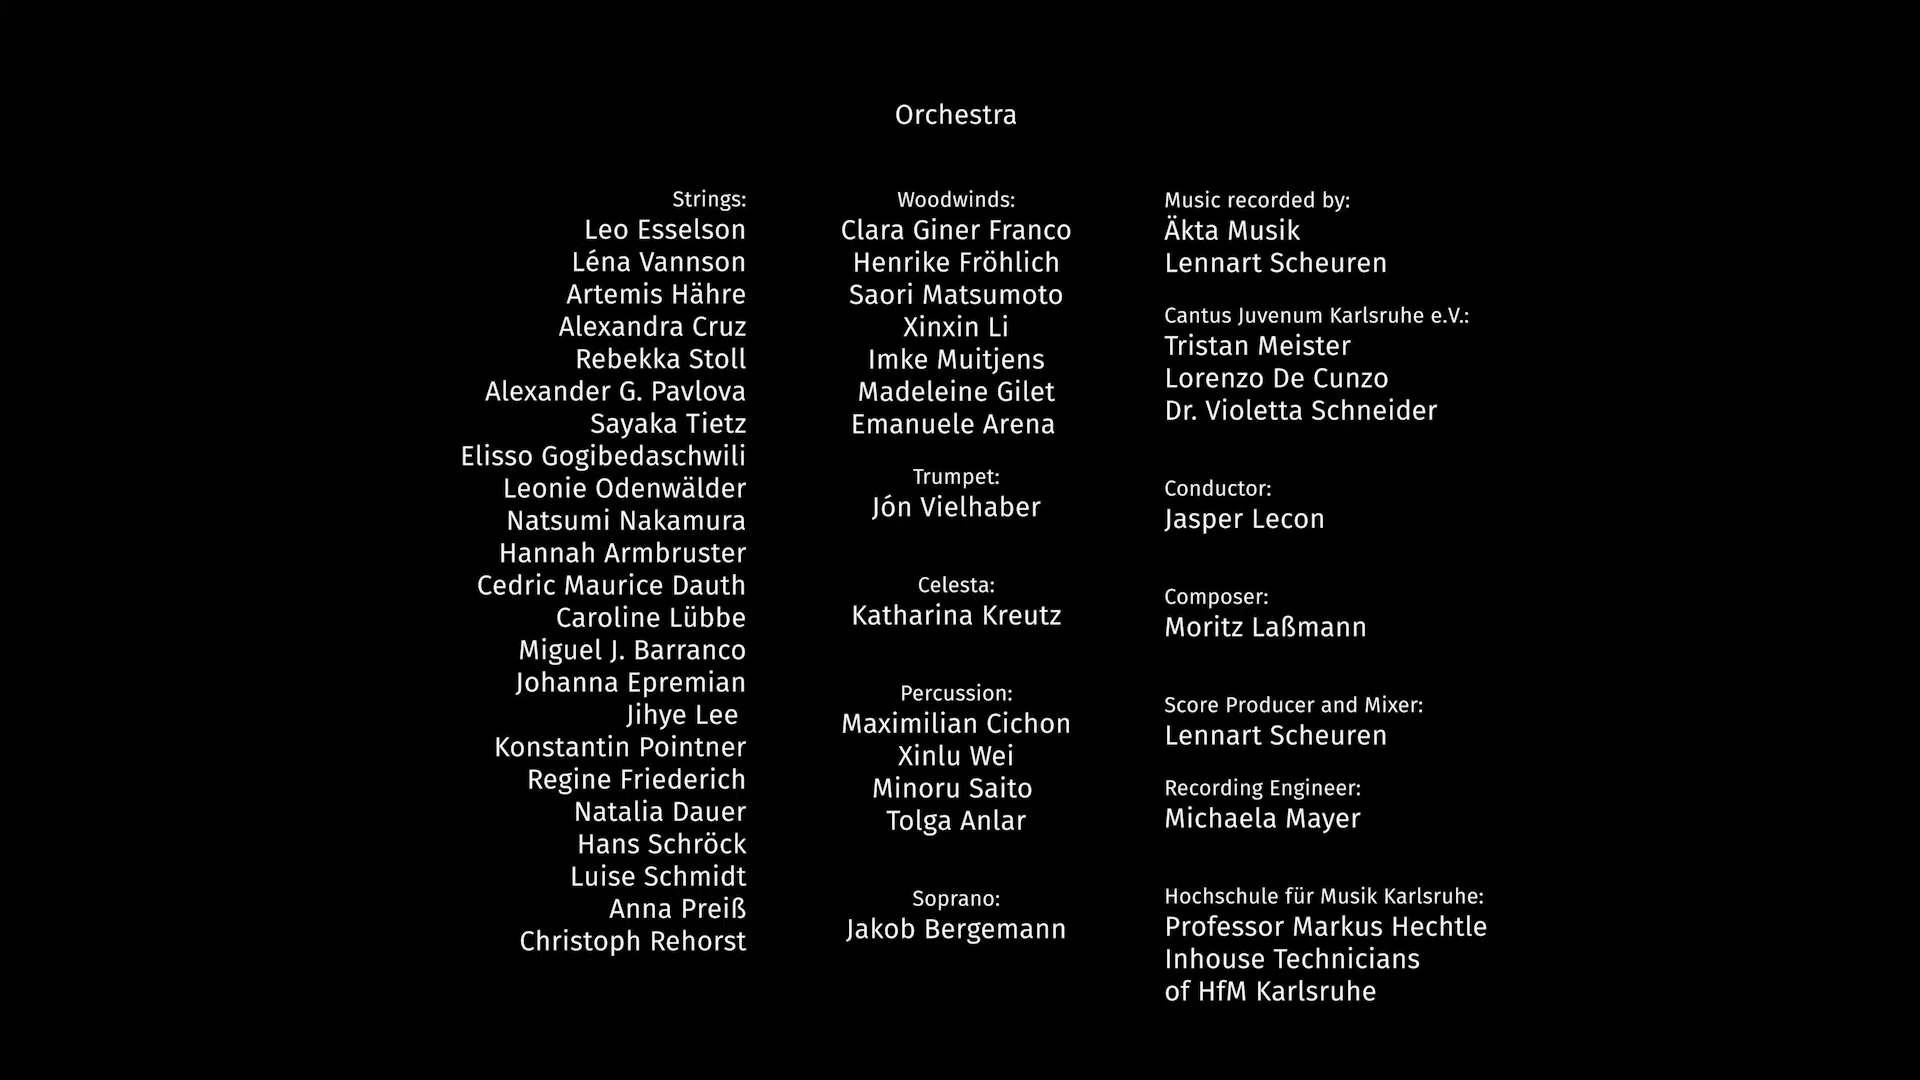 Orchestra
Strings:
Leo Esselson
Léna Vannson
Artemis Hähre
Alexandra Cruz
Rebekka Stoll
Alexander G. Pavlova
Sayaka Tietz
Elisso Gogibedaschwili
Leonie Odenwälder
Natsumi Nakamura
Hannah Armbruster
Cedric Maurice Dauth
Caroline Lübbe
Miguel J. Barranco
Johanna Epremian
Jihye Lee
Konstantin Pointner
Regine Friederich
Natalia Dauer
Hans Schröck
Luise Schmidt
Anna Preiß
Christoph Rehorst
Woodwinds:
Clara Giner Franco
Henrike Fröhlich
Saori Matsumoto
Xinxin Li
Imke Muitjens
Madeleine Gilet
Emanuele Arena
Trumpet:
Jón Vielhaber
Celesta:
Katharina Kreutz
Percussion:
Maximilian Cichon
Xinlu Wei
Minoru Saito
Tolga Anlar
Soprano:
Jakob Bergemann
Music recorded by:
Äkta Musik
Lennart Scheuren
Cantus Juvenum Karlsruhe e.V.:
Tristan Meister
Lorenzo De Cunzo
Dr. Violetta Schneider
Conductor:
Jasper Lecon
Composer:
Moritz Laßmann
Score Producer and Mixer:
Lennart Scheuren
Recording Engineer:
Michaela Mayer
Hochschule für Musik Karlsruhe:
Professor Markus Hechtle
Inhouse Technicians
of HfM Karlsruhe